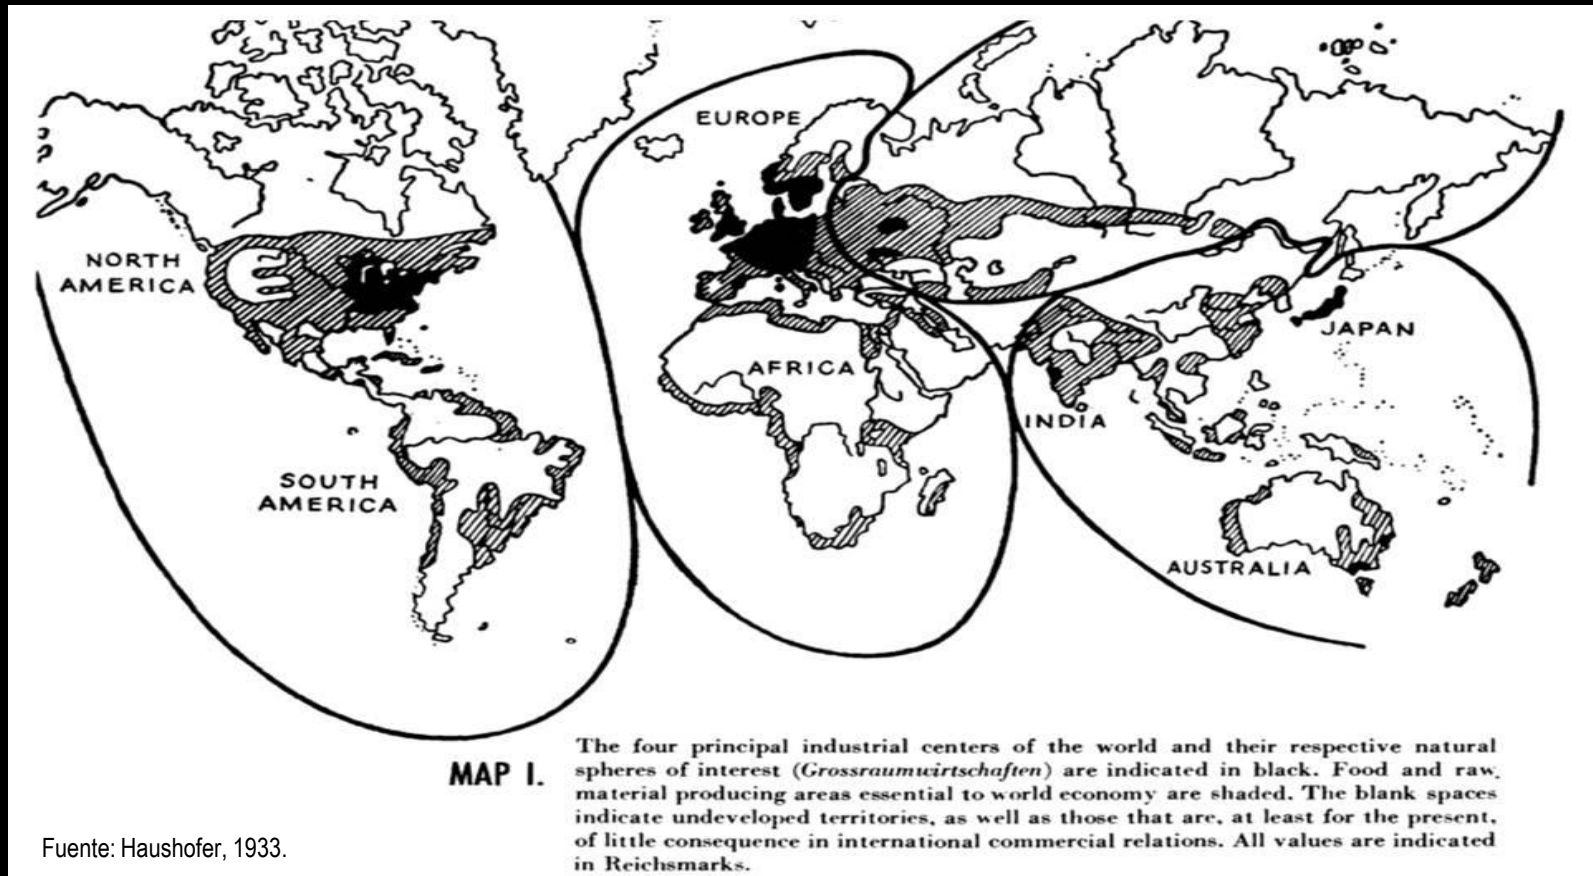 EUROPE
NORTH
AMERICA
JAPAN
AFRICA
INDIA
SOUTH
AMERICA
AUSTRALIA
MAP I.
The four principal industrial centers of the world and their respective natural
spheres of interest (Grossraumwirtschaften) are indicated in black. Food and raw
material producing areas essential to world economy are shaded. The blank spaces
indicate undeveloped territories, as well as those that are, at least for the present,
of little consequence in international commercial relations. All values are indicated
in Reichsmarks.
Fuente: Haushofer, 1933.